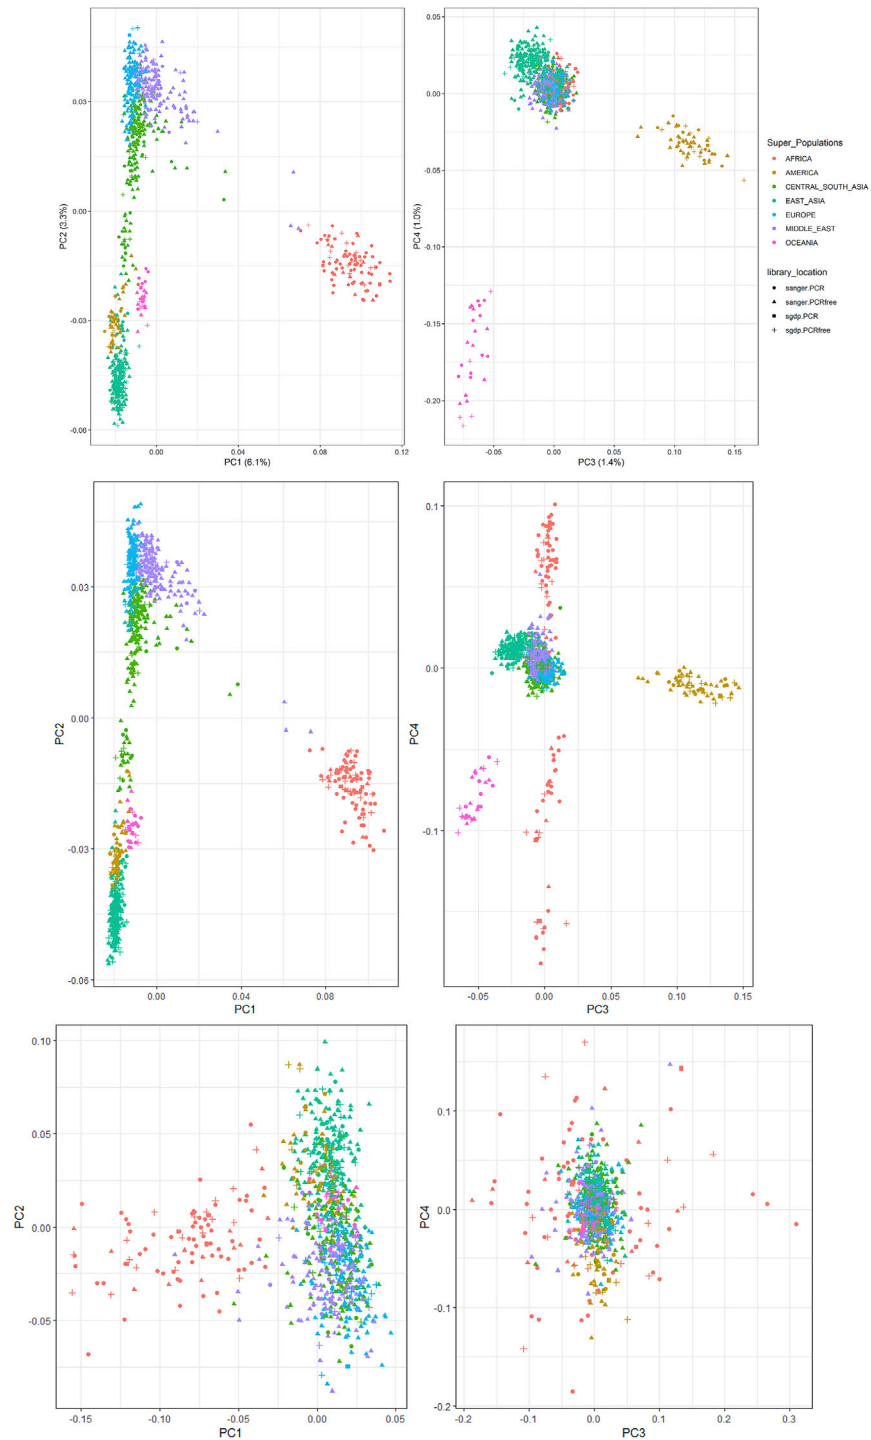 0.03
0.00
-0.03
-0.06
PC2 (3.3%)
0.00
0.04
0.08
0.12
PC1 (6.1%)
0.05
0.00
-0.05
-0.10
-0.15
-0.20
PC4 (1.0%)
-0.05
0.00
0.05
0.10
0.15
PC3 (1.4%)
Super_Populations
AFRICA
AMERICA
CENTRAL_SOUTH_ASIA
EAST_ASIA
EUROPE
MIDDLE_EAST
OCEANIA
library_location
sanger.PCR
sanger.PCRfree
sgdp.PCR
sgdp.PCRfree
0.03
0.00
-0.03
-0.06
PC2
0.00
0.04
0.08
PC1
0.1
0.0
-0.1
PC4
-0.05
0.00
0.05
0.10
0.15
PC3
0.10
0.05
0.00
-0.05
PC2
-0.15
-0.10
-0.05
0.00
0.05
PC1
0.1
0.0
-0.1
-0.2
PC4
-0.2
-0.1
0.0
0.1
0.2
0.3
PC3